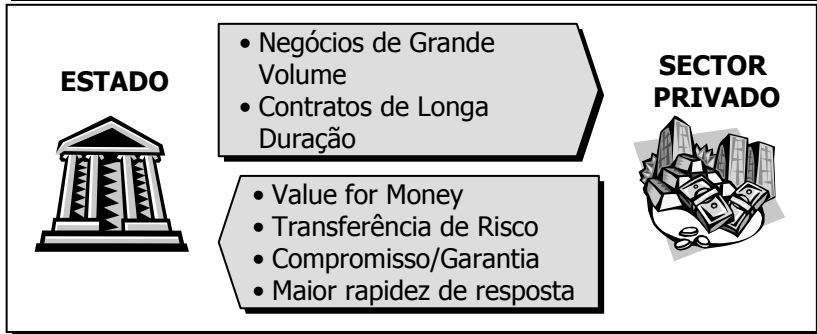 ESTADO
• Negócios de Grande
Volume
• Contratos de Longa
Duração
SECTOR
PRIVADO
• Value for Money
• Transferência de Risco
• Compromisso/Garantia
• Maior rapidez de resposta